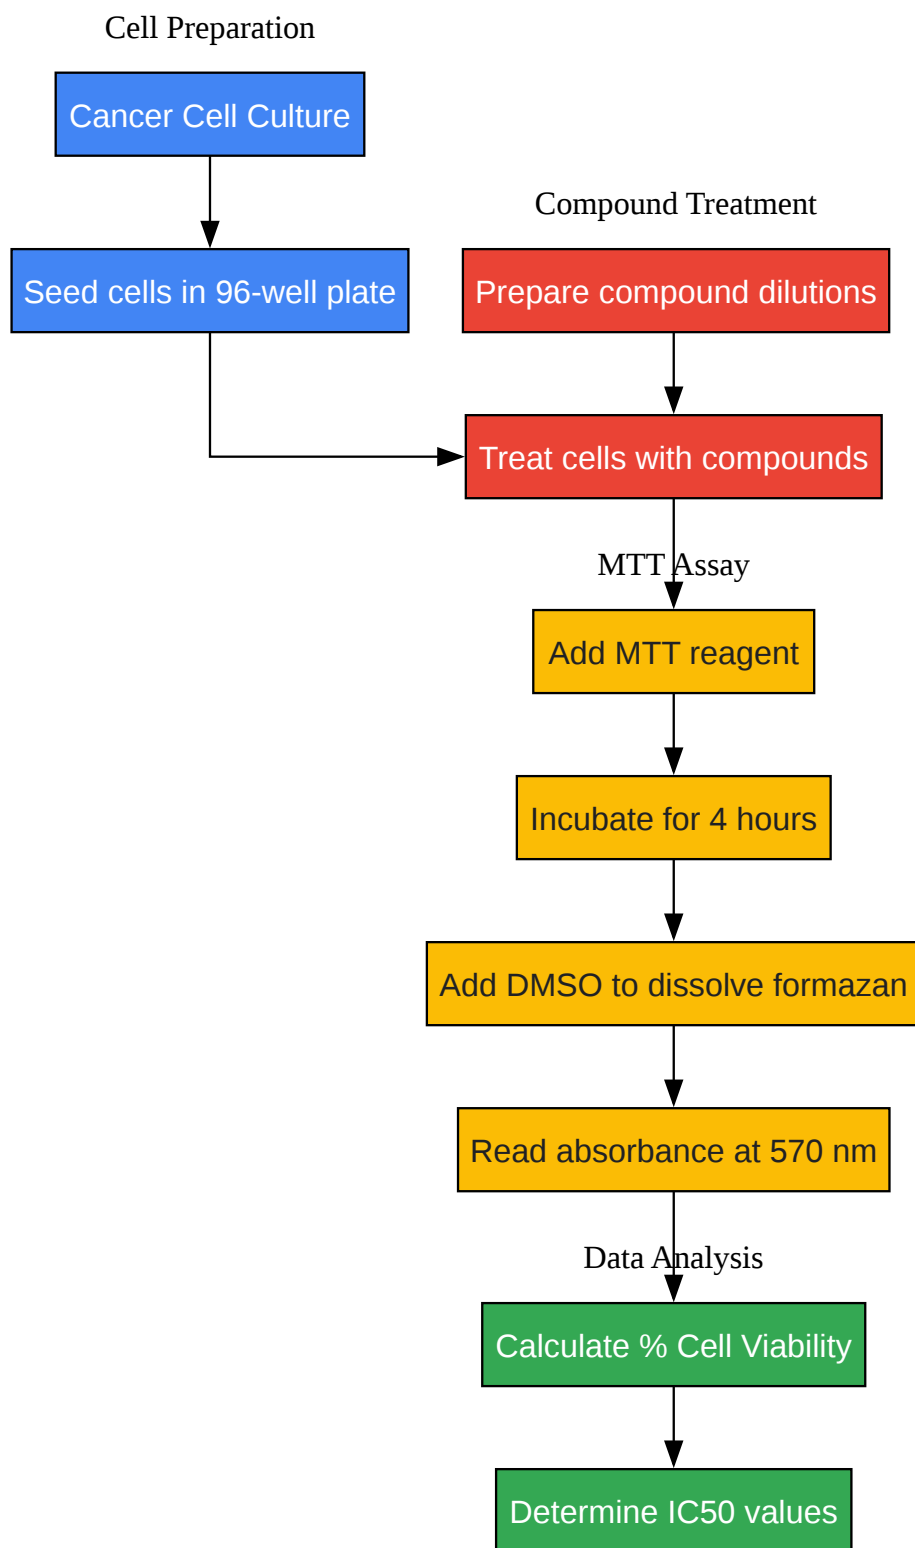 Cell Preparation
Cancer Cell Culture
Seed cells in 96-well plate
Compound Treatment
Prepare compound dilutions
Treat cells with compounds
MTT Assay
Add MTT reagent
Incubate for 4 hours
Add DMSO to dissolve formazan
Read absorbance at 570 nm
Data Analysis
Calculate % Cell Viability
Determine IC50 values